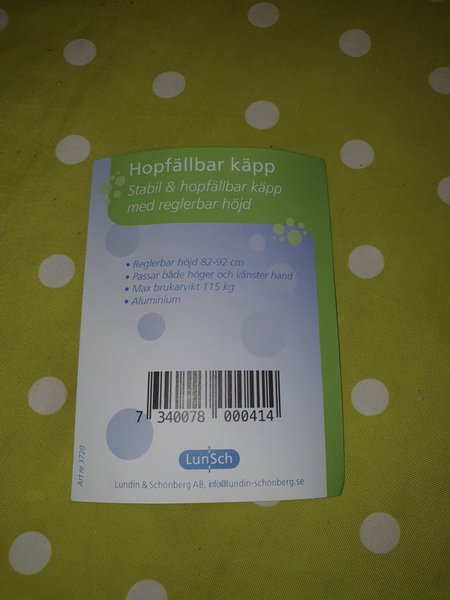 Hopfällbar käpp
Stabil & hopfällbar käpp
med reglerbar höjd
• Reglerbar höjd 82-92 cm
• Passar både höger och vänster hand
• Max brukarvikt 115 kg
• Aluminium
7 340078 000414
LunSch
Lundin & Schönberg AB, info@lundin-schonberg.se
Art nr 3720